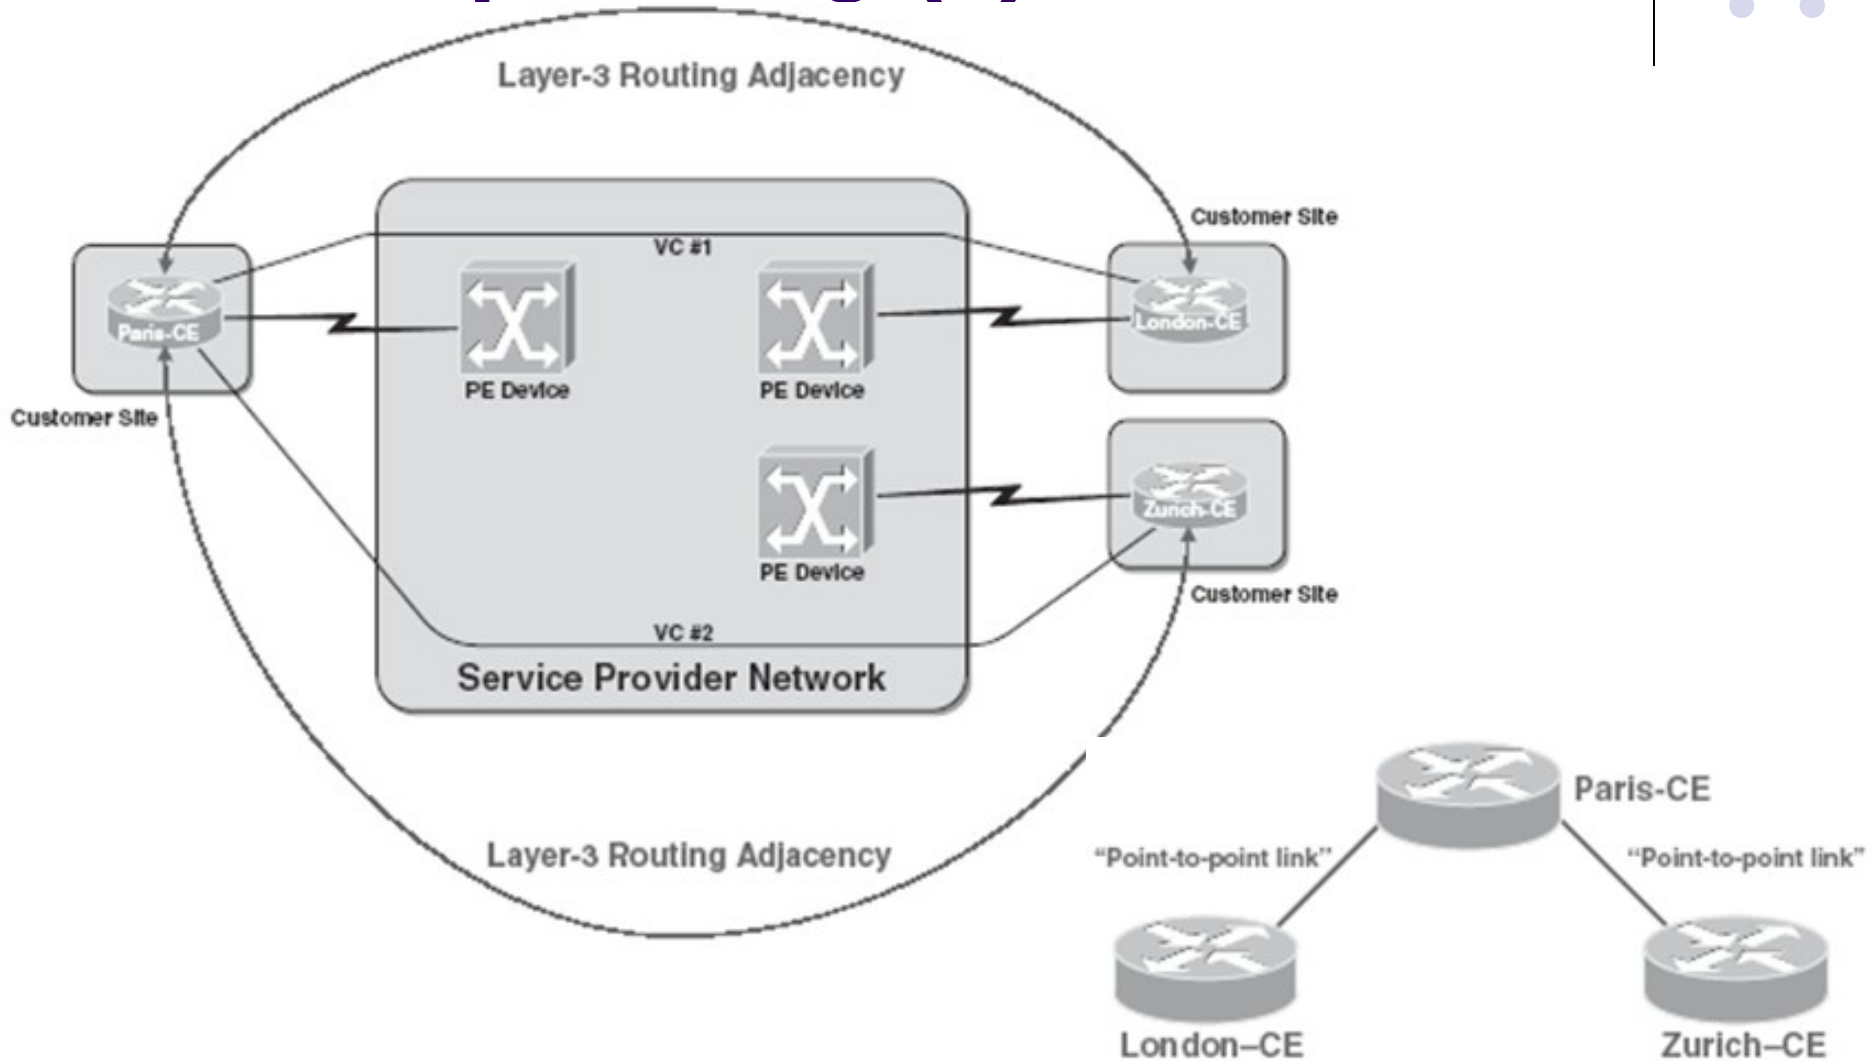 Layer-3 Routing Adjacency
Customer Site
VC #1
Paris-CE
London-CE
PE Device
PE Device
Customer Site
Zurich-CE
PE Device
Customer Site
VC #2
Service Provider Network
Layer-3 Routing Adjacency
Paris-CE
“Point-to-point link”
“Point-to-point link”
London–CE
Zurich–CE